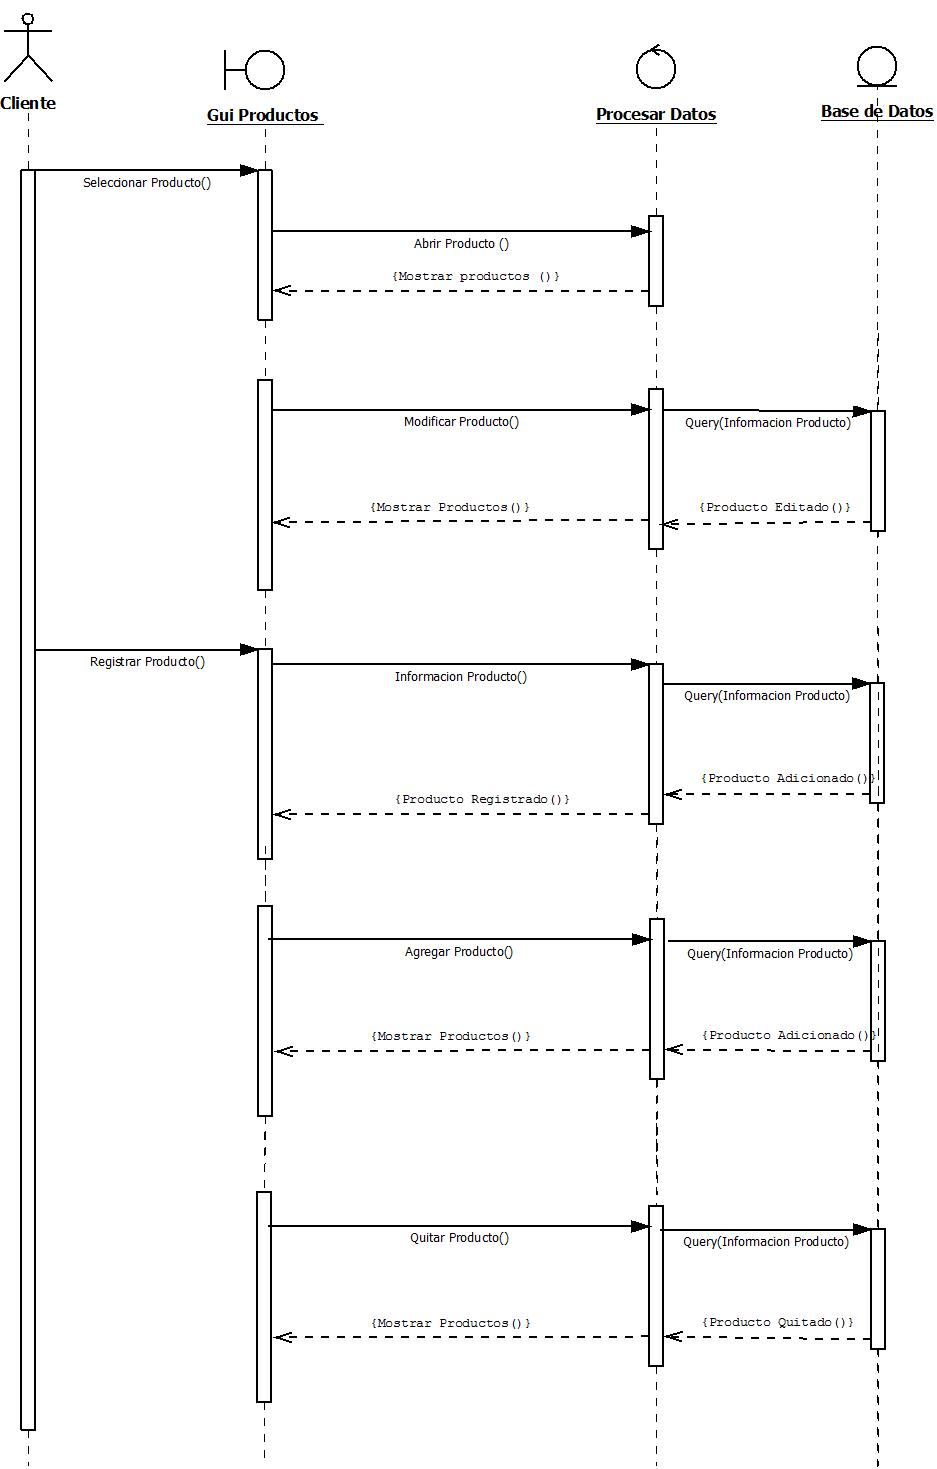 Cliente
Gui Productos
Procesar Datos
Base de Datos
Seleccionar Producto()
Abrir Producto ()
{Mostrar productos ()}
Modificar Producto()
Query(Informacion Producto)
{Mostrar Productos()}
{Producto Editado()}
Registrar Producto()
Informacion Producto()
Query(Informacion Producto)
{Producto Adicionado()}
{Producto Registrado()}
Agregar Producto()
Query(Informacion Producto)
{Mostrar Productos()}
{Producto Adicionado()}
Quitar Producto()
Query(Informacion Producto)
{Mostrar Productos()}
{Producto Quitado()}